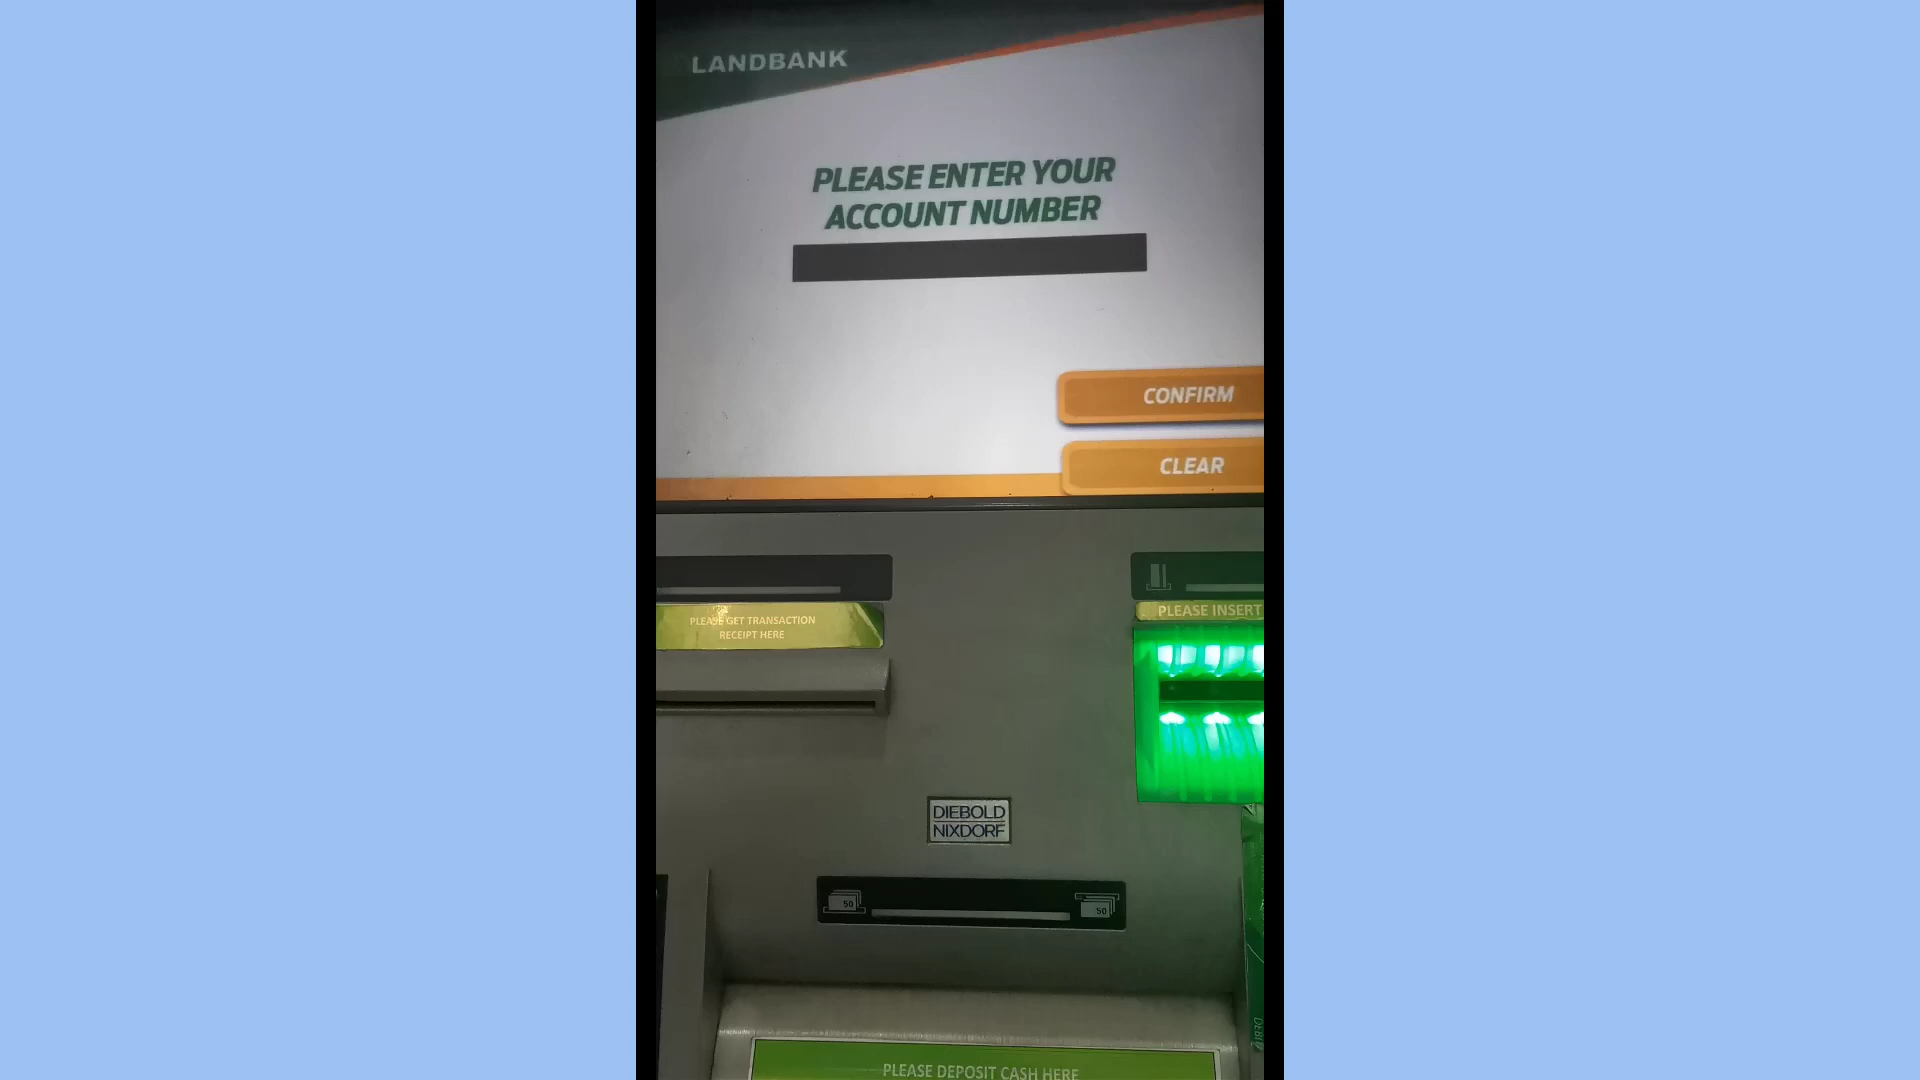 LANDBANK
PLEASE ENTER YOUR
ACCOUNT NUMBER
CONFIRM
CLEAR
PLEASE GET TRANSACTION
RECEIPT HERE
PLEASE INSERT
DIEBOLD
NIXDORF
50
50
PLEASE DEPOSIT CASH HERE